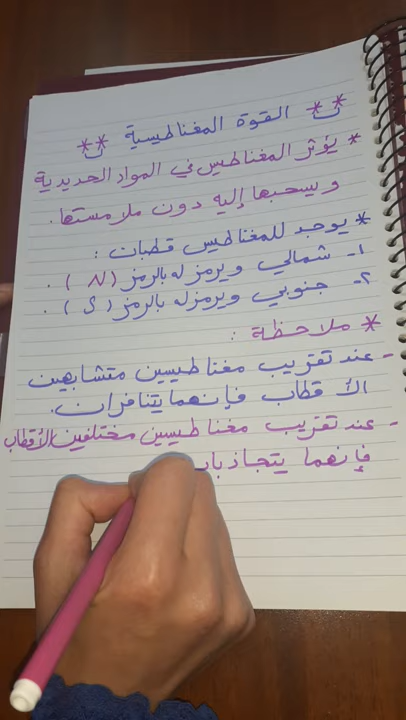 ** القوة المغناطيسية **
* يؤثر المغناطيس في المواد الحديدية
ويسحبها إليه دون ملامستها.
* يوجد للمغناطيس قطبان :
١- شمالي ويرمز له بالرمز (N) .
٢- جنوبي ويرمز له بالرمز (S) .
* ملاحظة :
- عند تقريب مغناطيسين متشابهين
الأقطاب فإنهما يتنافران.
- عند تقريب مغناطيسين مختلفين الأقطاب
فإنهما يتجاذبان